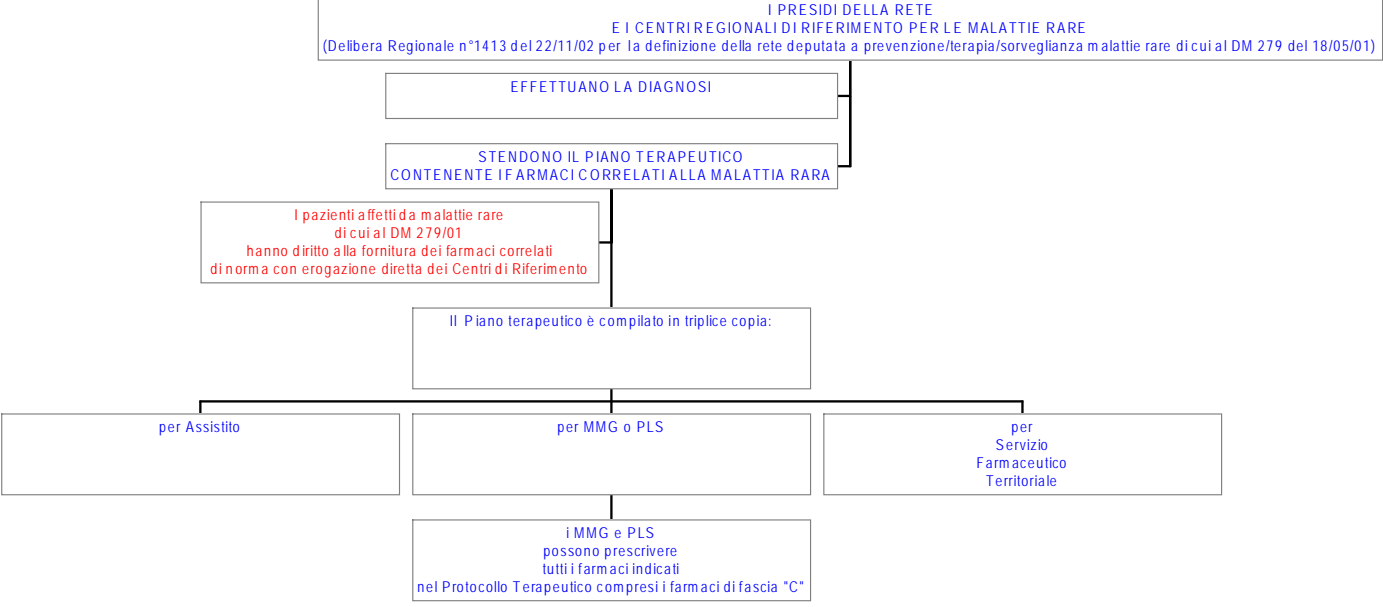 I PRESIDI DELLA RETE
E I CENTRI REGIONALI DI RIFERIMENTO PER LE MALATTIE RARE
(Delibera Regionale n°1413 del 22/11/02 per la definizione della rete deputata a prevenzione/terapia/sorveglianza malattie rare di cui al DM 279 del 18/05/01)
EFFETTUANO LA DIAGNOSI
STENDONO IL PIANO TERAPEUTICO
CONTENENTE I FARMACI CORRELATI ALLA MALATTIA RARA
I pazienti affetti da malattie rare
di cui al DM 279/01
hanno diritto alla fornitura dei farmaci correlati
di norma con erogazione diretta dei Centri di Riferimento
Il Piano terapeutico è compilato in triplice copia:
per Assistito
per MMG o PLS
per
Servizio
Farmaceutico
Territoriale
i MMG e PLS
possono prescrivere
tutti i farmaci indicati
nel Protocollo Terapeutico compresi i farmaci di fascia "C"